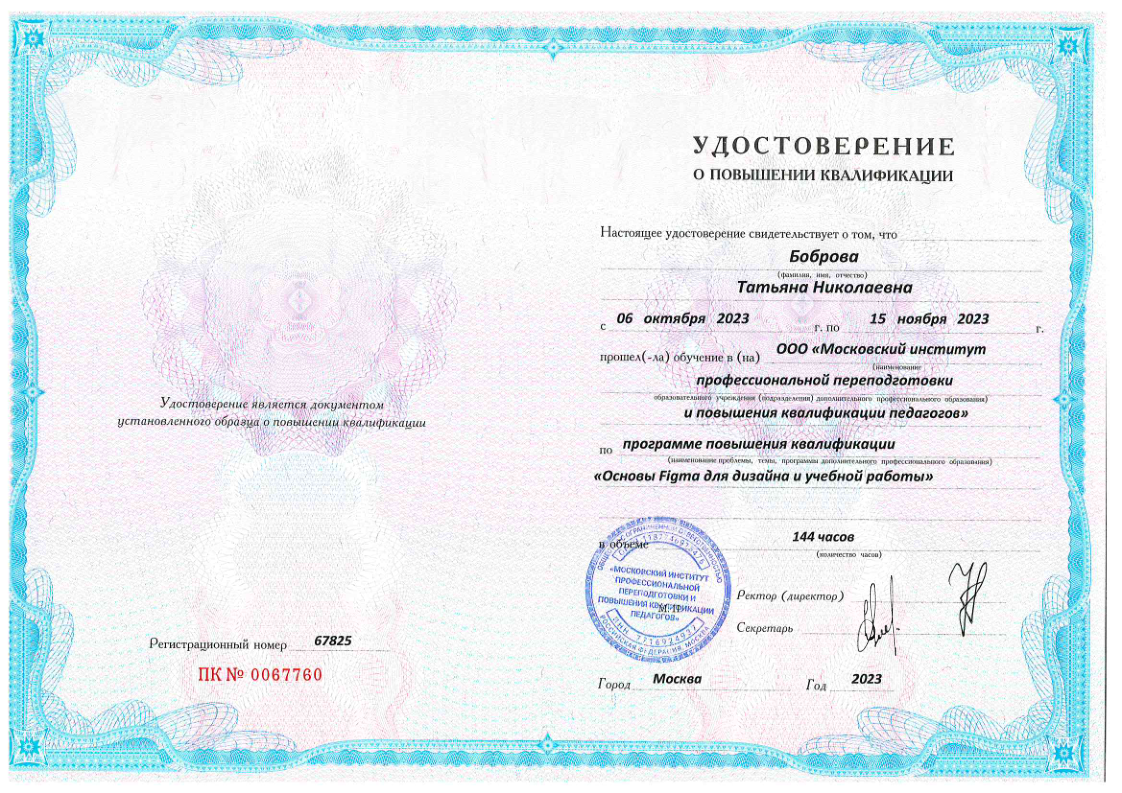 Удостоверение является документом
установленного образца о повышении квалификации
Регистрационный номер 67825
ПК № 0067760
УДОСТОВЕРЕНИЕ
О ПОВЫШЕНИИ КВАЛИФИКАЦИИ
Настоящее удостоверение свидетельствует о том, что
Боброва
(фамилия, имя, отчество)
Татьяна Николаевна
с 06 октября 2023 г. по 15 ноября 2023 г.
прошел(-ла) обучение в (на) ООО «Московский институт
(наименование
профессиональной переподготовки
образовательного учреждения (подразделения) дополнительного профессионального образования)
и повышения квалификации педагогов»
по программе повышения квалификации
(наименование проблемы, темы, программы дополнительного профессионального образования)
«Основы Figma для дизайна и учебной работы»
в объеме 144 часов
(количество часов)
«МОСКОВСКИЙ ИНСТИТУТ
ПРОФЕССИОНАЛЬНОЙ
ПЕРЕПОДГОТОВКИ И
ПОВЫШЕНИЯ КВАЛИФИКАЦИИ
ПЕДАГОГОВ»
М.П.
РОССИЙСКАЯ ФЕДЕРАЦИЯ, МОСКВА
Ректор (директор)
Секретарь
Город Москва Год 2023